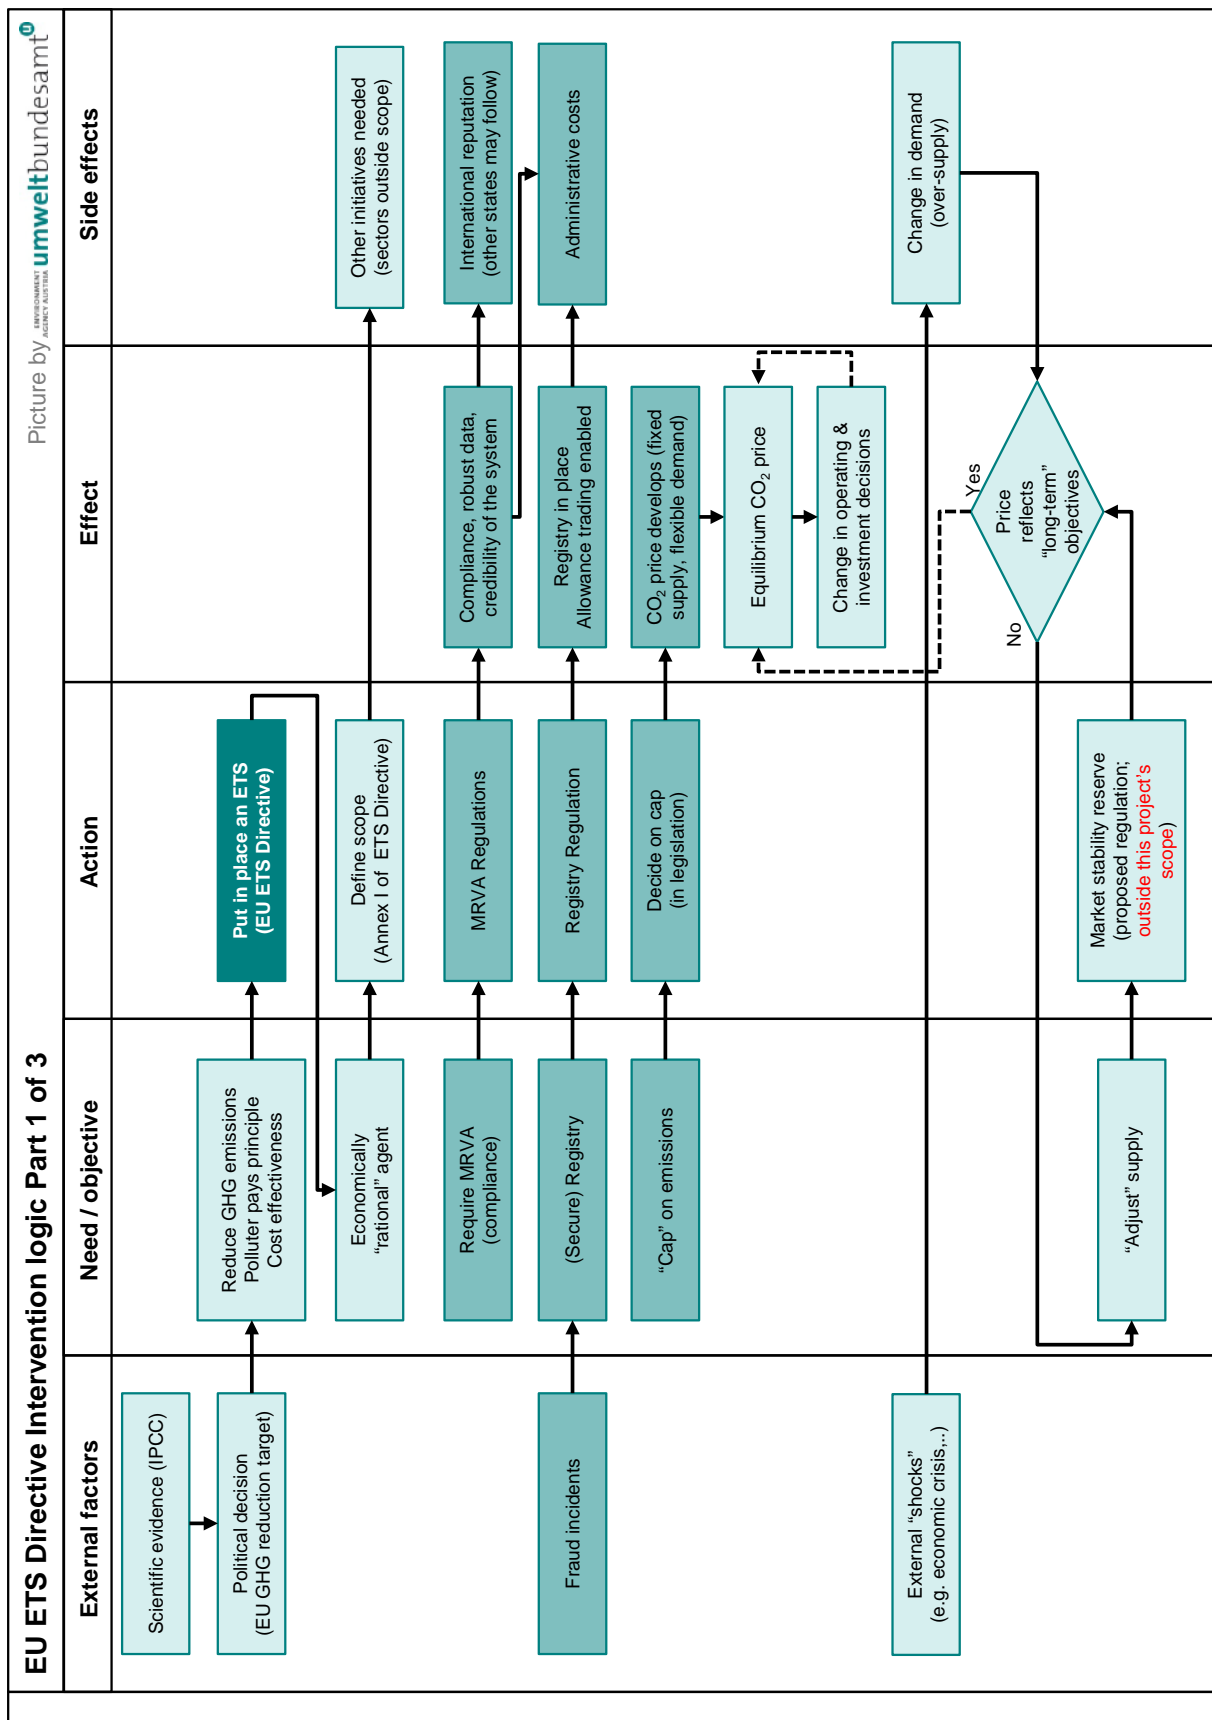 Picture by ENVIRONMENT
AGENCY AUSTRIA umweltbundesamt
u
EU ETS Directive Intervention logic Part 1 of 3
External factors
Need / objective
Action
Effect
Side effects
Scientific evidence (IPCC)
Political decision
(EU GHG reduction target)
Reduce GHG emissions
Polluter pays principle
Cost effectiveness
Put in place an ETS
(EU ETS Directive)
Economically
“rational” agent
Define scope
(Annex I of ETS Directive)
Other initiatives needed
(sectors outside scope)
Require MRVA
(compliance)
MRVA Regulations
Compliance, robust data,
credibility of the system
International reputation
(other states may follow)
Fraud incidents
(Secure) Registry
Registry Regulation
Registry in place
Allowance trading enabled
Administrative costs
“Cap” on emissions
Decide on cap
(in legislation)
CO₂ price develops (fixed
supply, flexible demand)
Equilibrium CO₂ price
Change in operating &
investment decisions
External “shocks”
(e.g. economic crisis,..)
Change in demand
(over-supply)
Yes
No
Price
reflects
“long-term”
objectives
“Adjust” supply
Market stability reserve
(proposed regulation;
outside this project’s
scope)